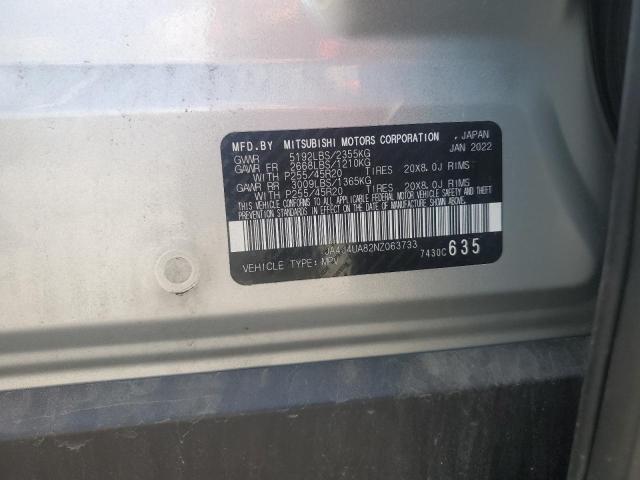 MFD.BY MITSUBISHI MOTORS CORPORATION , JAPAN
GVWR 5192LBS/2355KG JAN 2022
GAWR FR 2668LBS/1210KG
WITH P255/45R20 TIRES 20X8.0J RIMS
GAWR RR 3009LBS/1365KG
WITH P255/45R20 TIRES 20X8.0J RIMS
THIS VEHICLE CONFORMS TO ALL APPLICABLE FEDERAL MOTOR VEHICLE SAFETY AND THEFT
PREVENTION STANDARDS IN EFFECT ON THE DATE OF MANUFACTURE SHOWN ABOVE.
JA4J4UA82NZ063733
VEHICLE TYPE: MPV 7430C 635